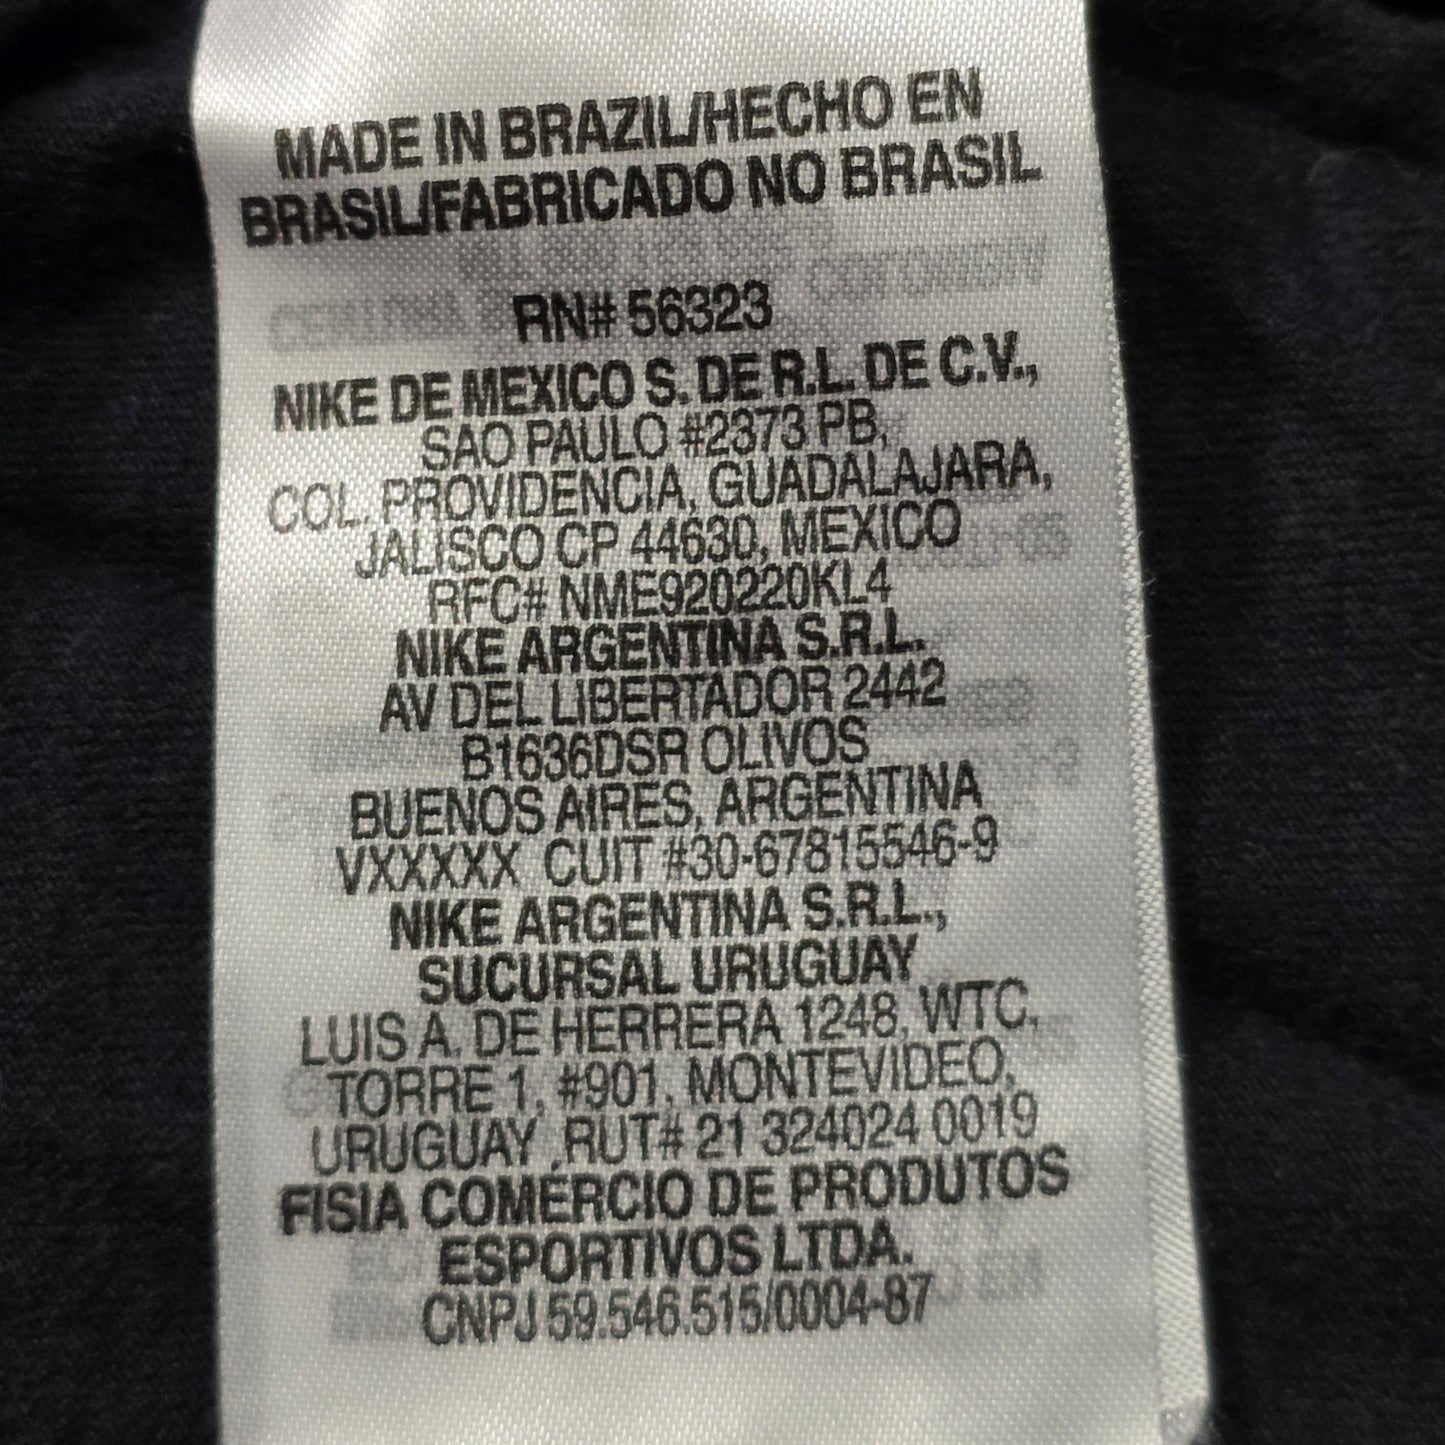 MADE IN BRAZIL/HECHO EN
BRASIL/FABRICADO NO BRASIL
RN# 56323
NIKE DE MEXICO S. DE R.L. DE C.V.,
SAO PAULO #2373 PB,
COL. PROVIDENCIA, GUADALAJARA,
JALISCO CP 44630, MEXICO
RFC# NME920220KL4
NIKE ARGENTINA S.R.L.
AV DEL LIBERTADOR 2442
B1636DSR OLIVOS
BUENOS AIRES, ARGENTINA
VXXXXX CUIT #30-67815546-9
NIKE ARGENTINA S.R.L.,
SUCURSAL URUGUAY
LUIS A. DE HERRERA 1248, WTC,
TORRE 1, #901, MONTEVIDEO,
URUGUAY ,RUT# 21 324024 0019
FISIA COMÉRCIO DE PRODUTOS
ESPORTIVOS LTDA.
CNPJ 59.546.515/0004-87